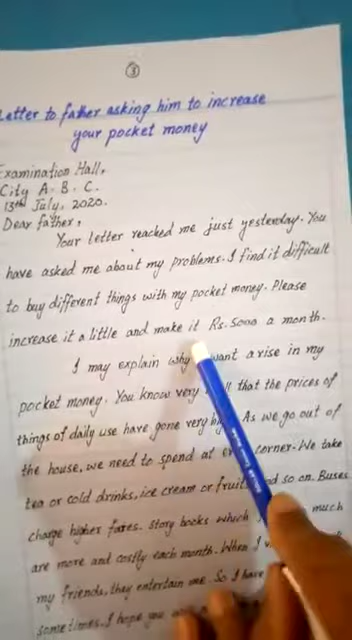 3
Letter to father asking him to increase
your pocket money
Examination Hall,
City A. B. C.
13th July, 2020.
Dear father,
Your letter reached me just yesterday. You
have asked me about my problems. I find it difficult
to buy different things with my pocket money. Please
increase it a little and make it Rs. 5000 a month.
I may explain why want a rise in my
pocket money. You know very that the prices of
things of daily use have gone very As we go out of
the house, we need to spend at corner. We take
tea or cold drinks, ice cream or fruit and so on. Buses
charge higher fares. Story books which much
are more and costly each month. When I
my friends, they entertain me. So I have
sometimes. I hope you